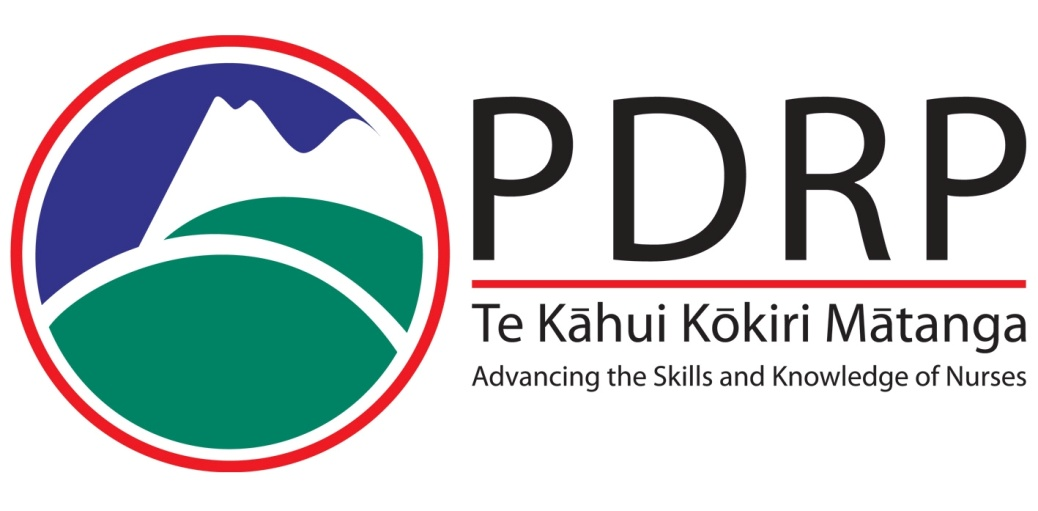 PDRP
Te Kāhui Kōkiri Mātanga
Advancing the Skills and Knowledge of Nurses